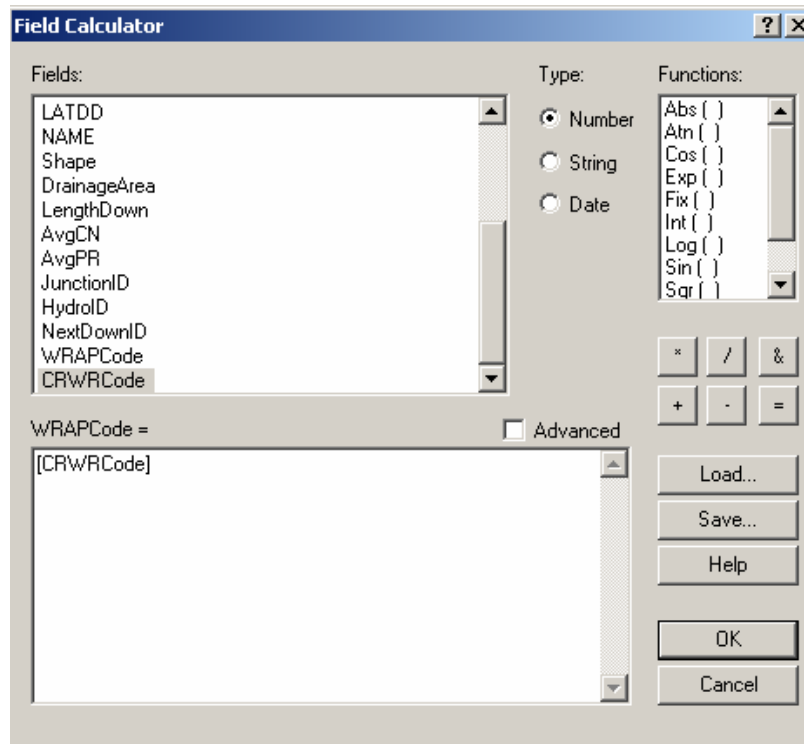 Field Calculator
Fields:
Type:
Functions:
LATDD
NAME
Shape
DrainageArea
LengthDown
AvgCN
AvgPR
JunctionID
HydroID
NextDownID
WRAPCode
CRWRCode
Number
String
Date
Abs ( )
Atn ( )
Cos ( )
Exp ( )
Fix ( )
Int ( )
Log ( )
Sin ( )
Sqr ( )
* / &
+ - =
WRAPCode =
Advanced
[CRWRCode]
Load...
Save...
Help
OK
Cancel